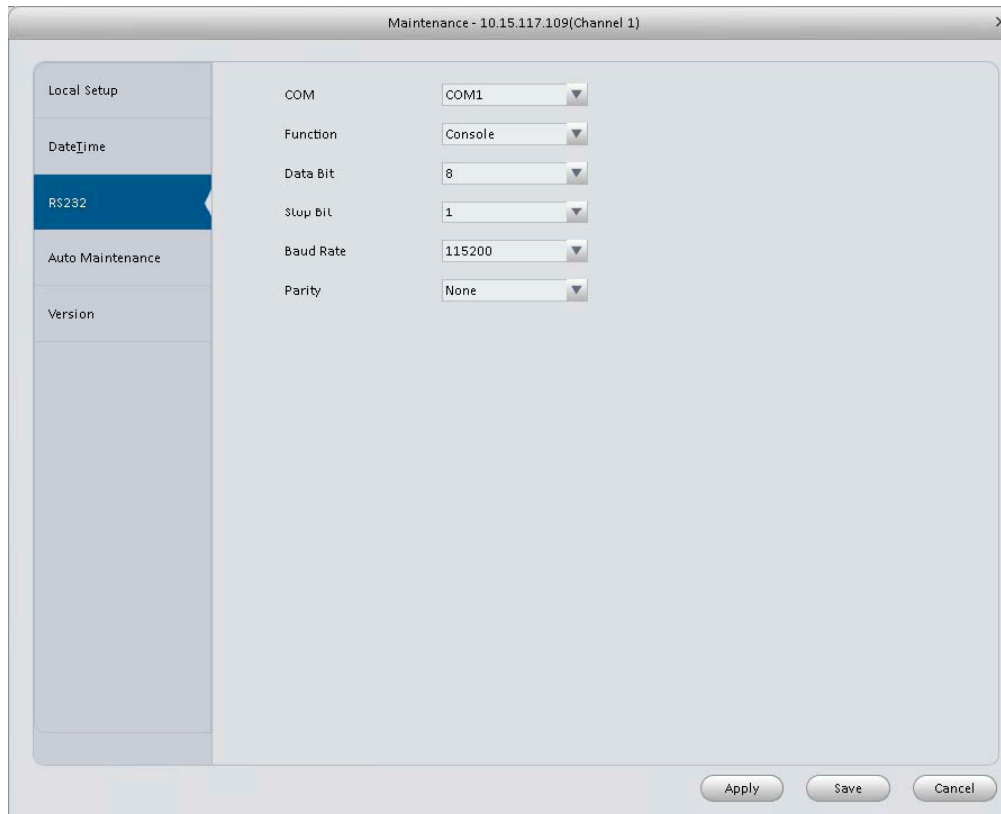 Maintenance - 10.15.117.109(Channel 1)
Local Setup
DateTime
RS232
Auto Maintenance
Version
COM COM1
Function Console
Data Bit 8
Stop Bit 1
Baud Rate 115200
Parity None
Apply Save Cancel